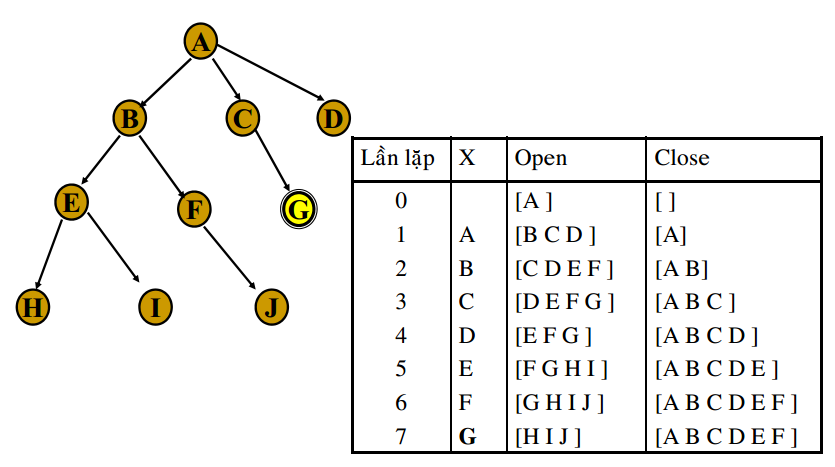 A
B C D
E F G
H I J
Lần lặp X Open Close
0 [A ] [ ]
1 A [B C D ] [A]
2 B [C D E F ] [A B]
3 C [D E F G ] [A B C ]
4 D [E F G ] [A B C D ]
5 E [F G H I ] [A B C D E ]
6 F [G H I J ] [A B C D E F ]
7 G [H I J ] [A B C D E F ]